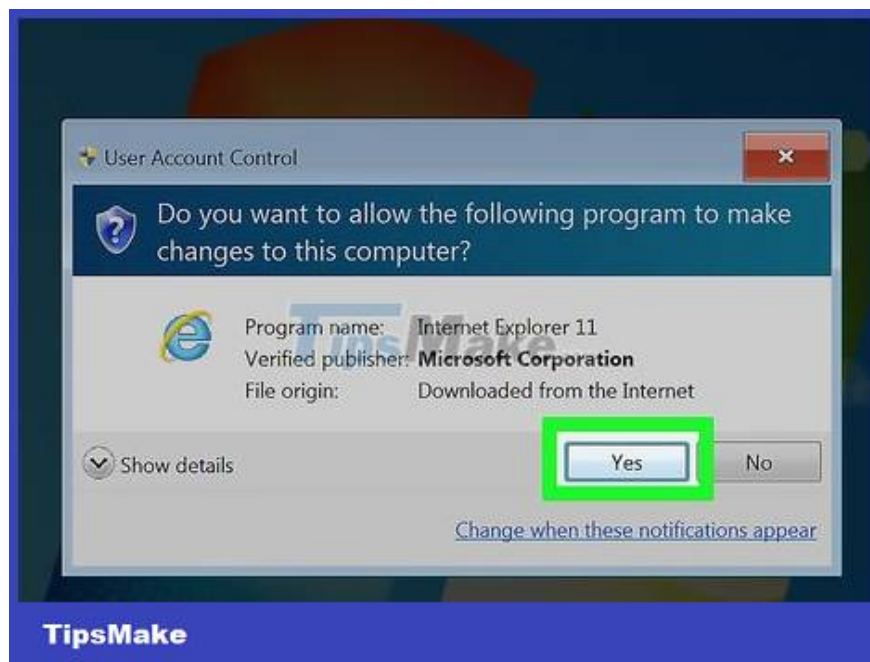 User Account Control
Do you want to allow the following program to make
changes to this computer?
Program name: Internet Explorer 11
Verified publisher: Microsoft Corporation
File origin: Downloaded from the Internet
TipsMake
Show details
Yes
No
Change when these notifications appear
TipsMake